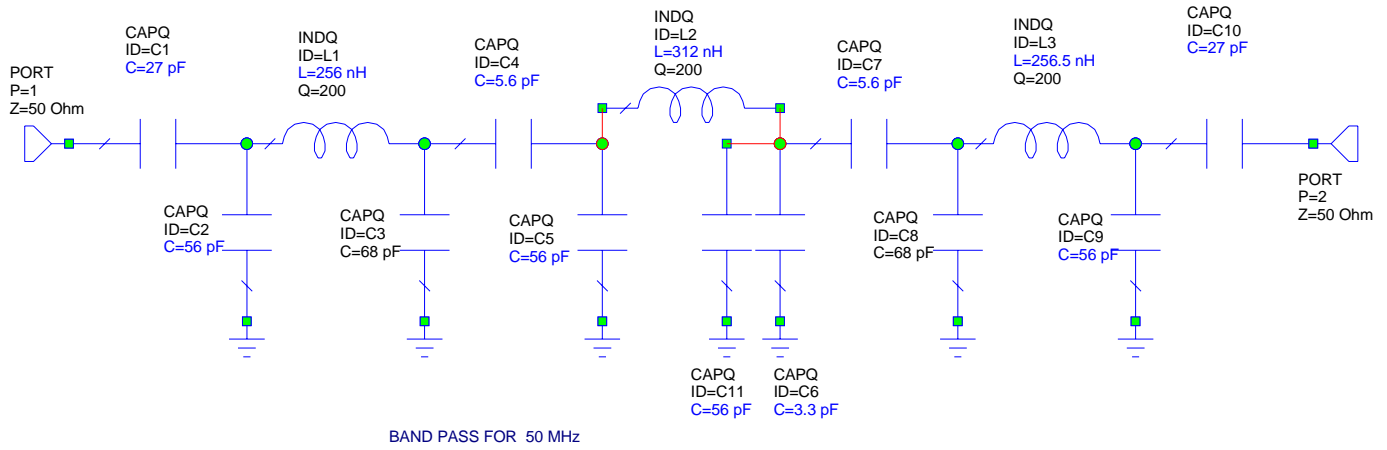 PORT
P=1
Z=50 Ohm
CAPQ
ID=C1
C=27 pF
CAPQ
ID=C2
C=56 pF
INDQ
ID=L1
L=256 nH
Q=200
CAPQ
ID=C3
C=68 pF
CAPQ
ID=C4
C=5.6 pF
CAPQ
ID=C5
C=56 pF
INDQ
ID=L2
L=312 nH
Q=200
CAPQ
ID=C11
C=56 pF
CAPQ
ID=C6
C=3.3 pF
CAPQ
ID=C7
C=5.6 pF
CAPQ
ID=C8
C=68 pF
INDQ
ID=L3
L=256.5 nH
Q=200
CAPQ
ID=C9
C=56 pF
CAPQ
ID=C10
C=27 pF
PORT
P=2
Z=50 Ohm
BAND PASS FOR 50 MHz